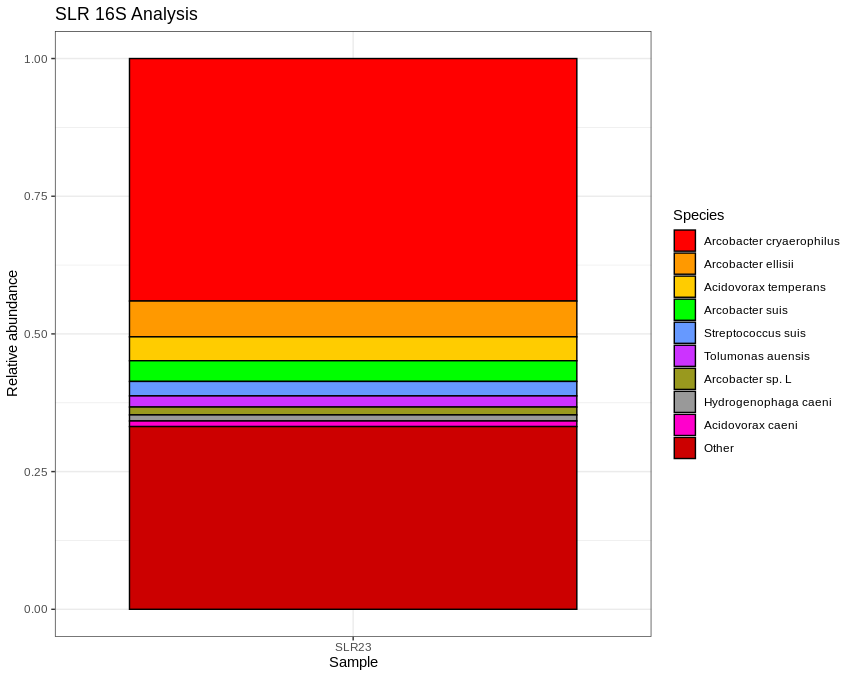 SLR 16S Analysis
Relative abundance
1.00
0.75
0.50
0.25
0.00
SLR23
Sample
Species
Arcobacter cryaerophilus
Arcobacter ellisii
Acidovorax temperans
Arcobacter suis
Streptococcus suis
Tolumonas auensis
Arcobacter sp. L
Hydrogenophaga caeni
Acidovorax caeni
Other